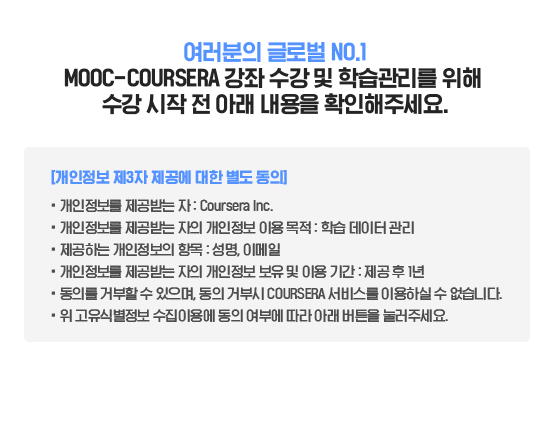 여러분의 글로벌 NO.1
MOOC-COURSERA 강좌 수강 및 학습관리를 위해
수강 시작 전 아래 내용을 확인해주세요.
[개인정보 제3자 제공에 대한 별도 동의]
• 개인정보를 제공받는 자 : Coursera Inc.
• 개인정보를 제공받는 자의 개인정보 이용 목적 : 학습 데이터 관리
• 제공하는 개인정보의 항목 : 성명, 이메일
• 개인정보를 제공받는 자의 개인정보 보유 및 이용 기간 : 제공 후 1년
• 동의를 거부할 수 있으며, 동의 거부시 COURSERA 서비스를 이용하실 수 없습니다.
• 위 고유식별정보 수집이용에 동의 여부에 따라 아래 버튼을 눌러주세요.